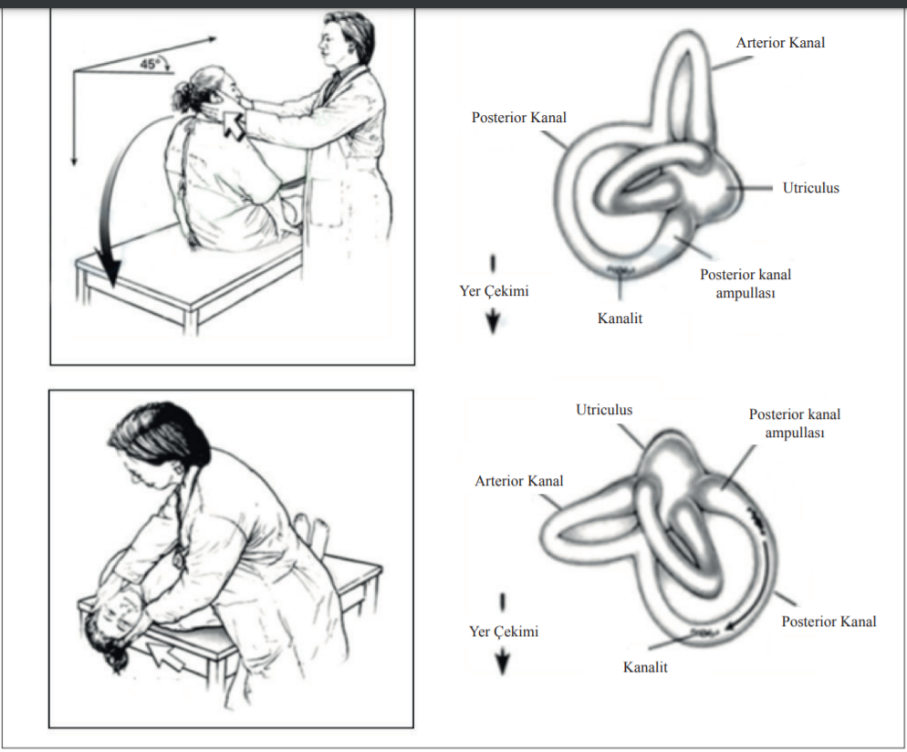 45°
Arterior Kanal
Posterior Kanal
Utriculus
Posterior kanal
ampullası
Yer Çekimi
Kanalit
Utriculus
Posterior kanal
ampullası
Arterior Kanal
Yer Çekimi
Posterior Kanal
Kanalit